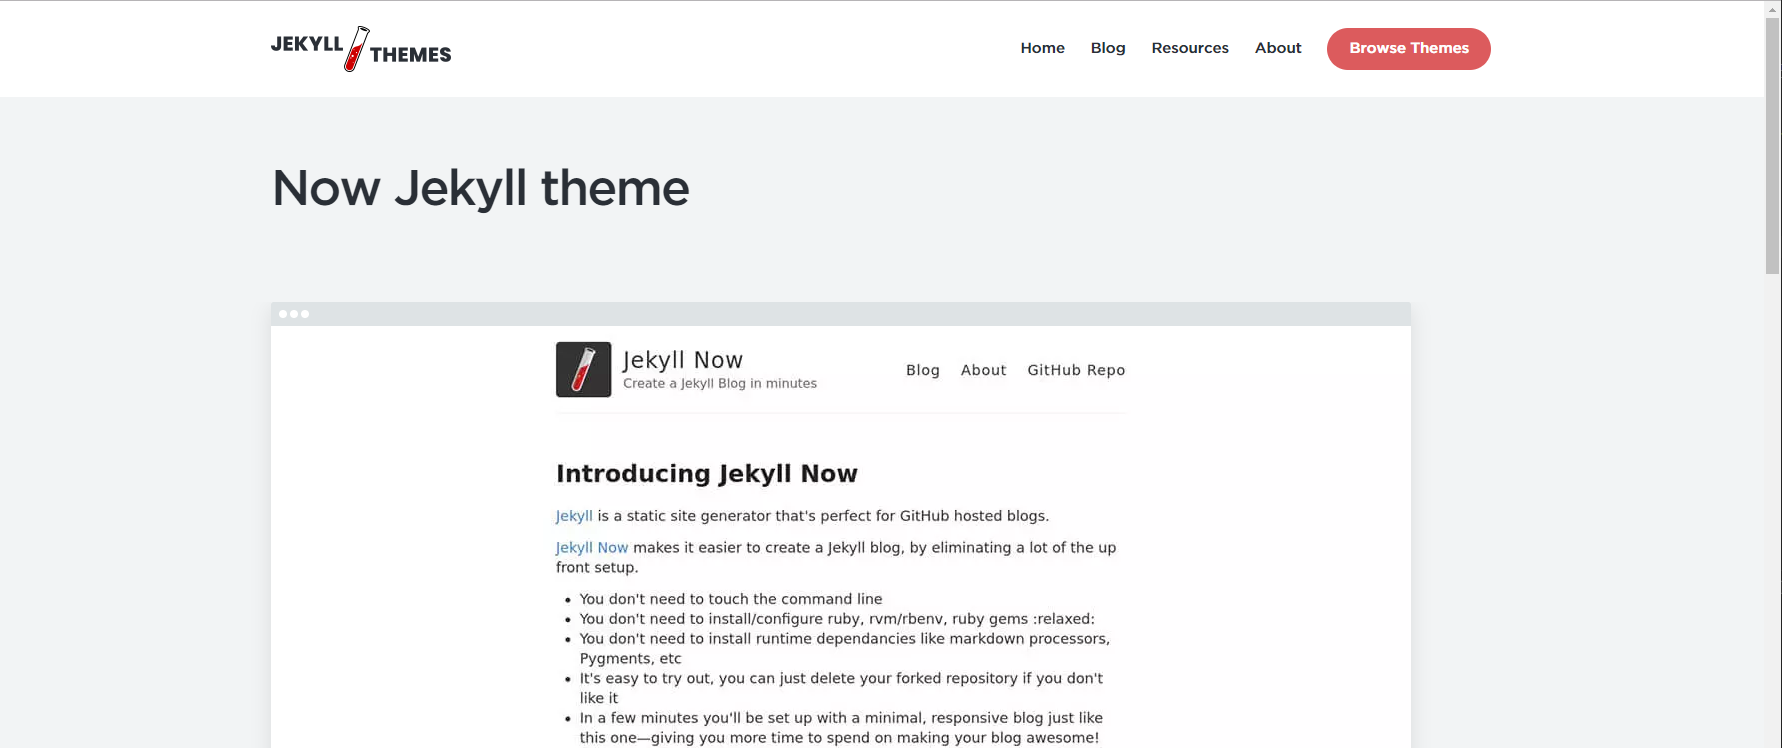 JEKYLL THEMES
Home Blog Resources About Browse Themes
Now Jekyll theme
Jekyll Now
Create a Jekyll Blog in minutes
Blog About GitHub Repo
Introducing Jekyll Now
Jekyll is a static site generator that's perfect for GitHub hosted blogs.
Jekyll Now makes it easier to create a Jekyll blog, by eliminating a lot of the up
front setup.
• You don't need to touch the command line
• You don't need to install/configure ruby, rvm/rbenv, ruby gems :relaxed:
• You don't need to install runtime dependancies like markdown processors,
Pygments, etc
• It's easy to try out, you can just delete your forked repository if you don't
like it
• In a few minutes you'll be set up with a minimal, responsive blog just like
this one—giving you more time to spend on making your blog awesome!